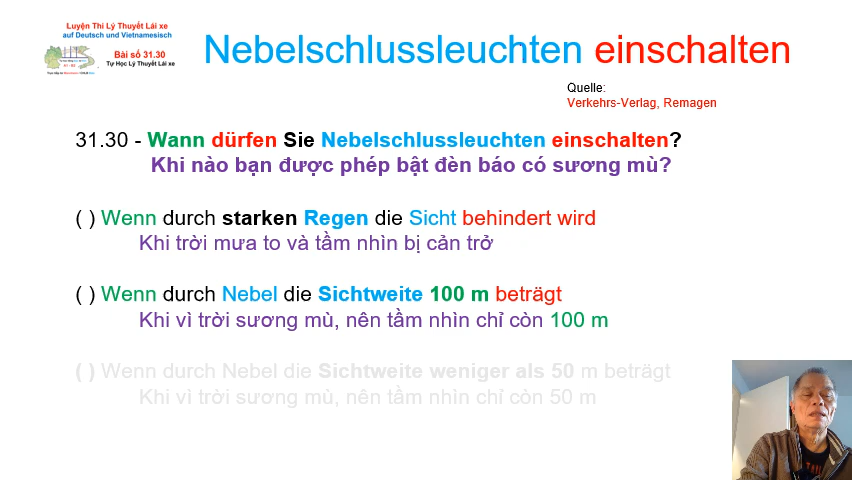 Luyện Thi Lý Thuyết Lái xe
auf Deutsch und Vietnamesisch
Bài số 31.30
Tự Học Lý Thuyết Lái xe
Nebelschlussleuchten einschalten
Quelle:
Verkehrs-Verlag, Remagen
31.30 - Wann dürfen Sie Nebelschlussleuchten einschalten?
Khi nào bạn được phép bật đèn báo có sương mù?
( ) Wenn durch starken Regen die Sicht behindert wird
Khi trời mưa to và tầm nhìn bị cản trở
( ) Wenn durch Nebel die Sichtweite 100 m beträgt
Khi vì trời sương mù, nên tầm nhìn chỉ còn 100 m
( ) Wenn durch Nebel die Sichtweite weniger als 50 m beträgt
Khi vì trời sương mù, nên tầm nhìn chỉ còn 50 m